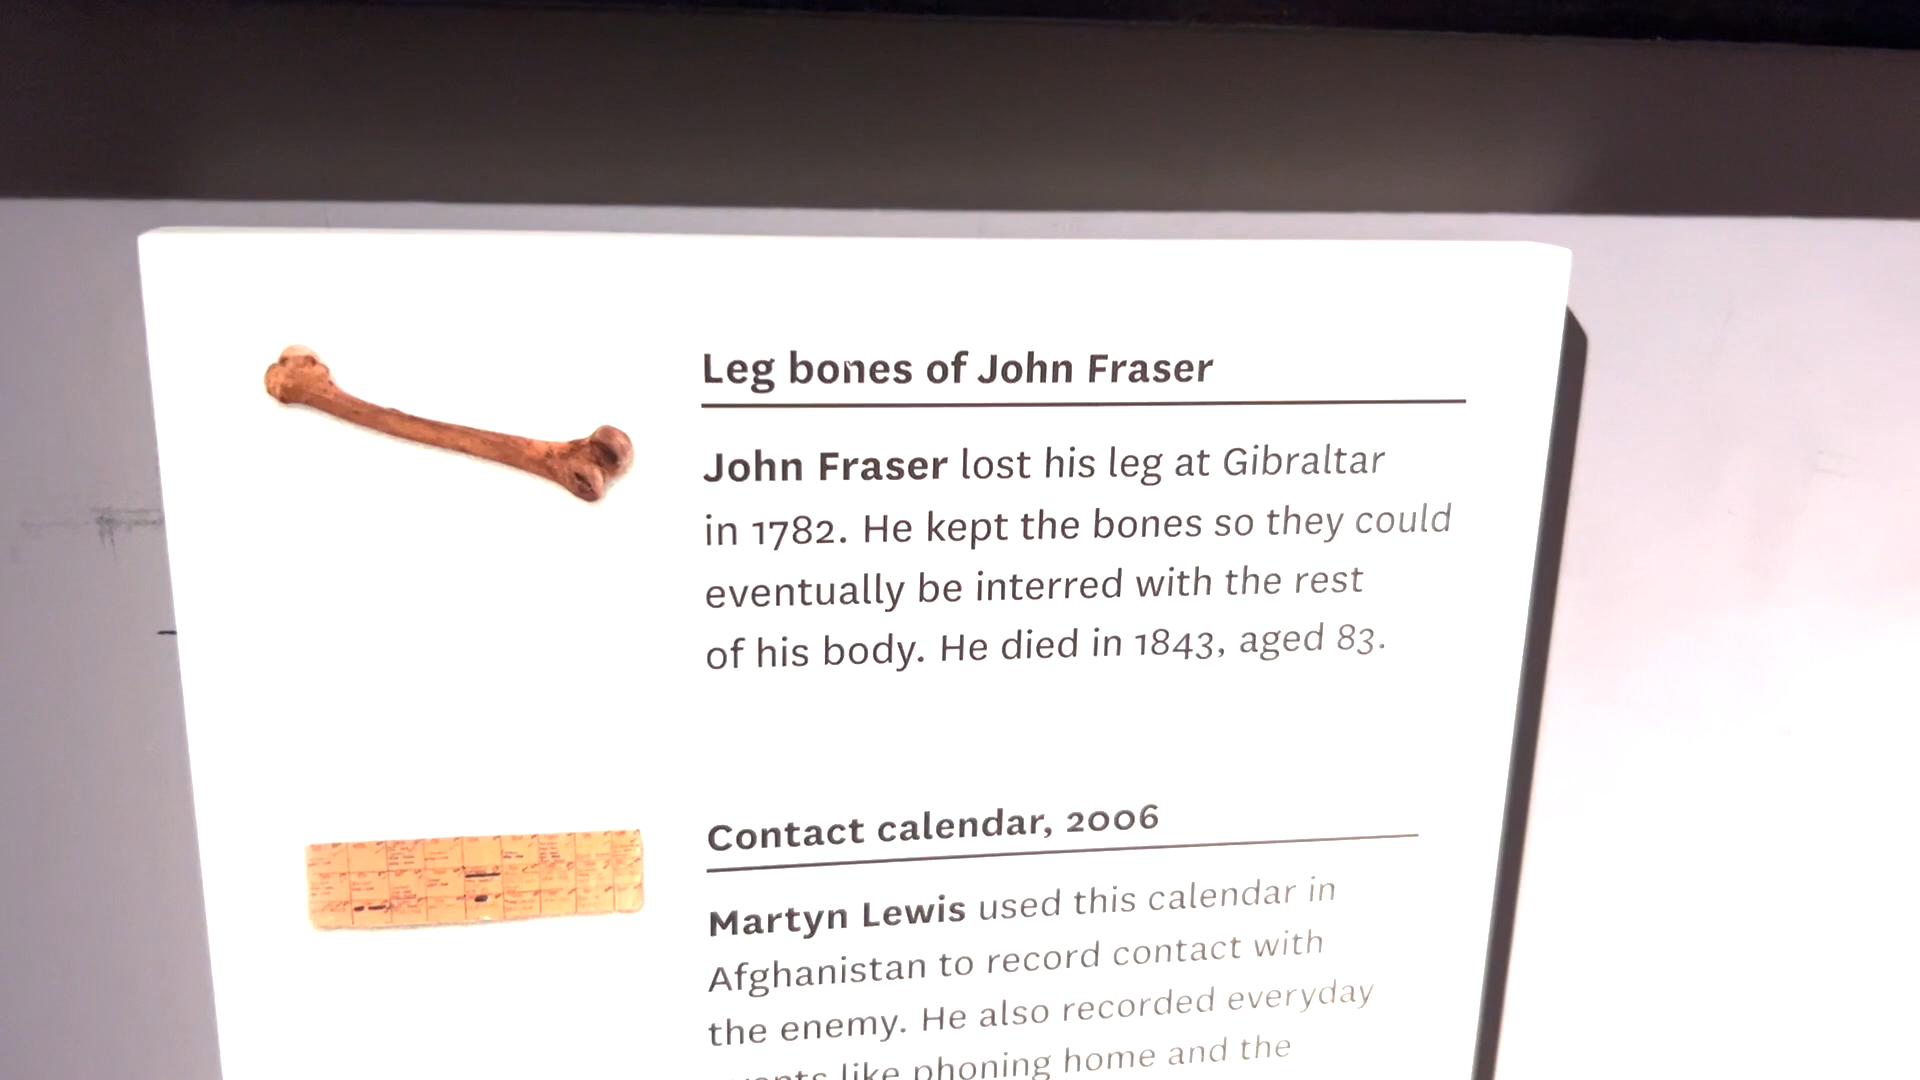 Leg bones of John Fraser
John Fraser lost his leg at Gibraltar
in 1782. He kept the bones so they could
eventually be interred with the rest
of his body. He died in 1843, aged 83.
Contact calendar, 2006
Martyn Lewis used this calendar in
Afghanistan to record contact with
the enemy. He also recorded everyday
like phoning home and the